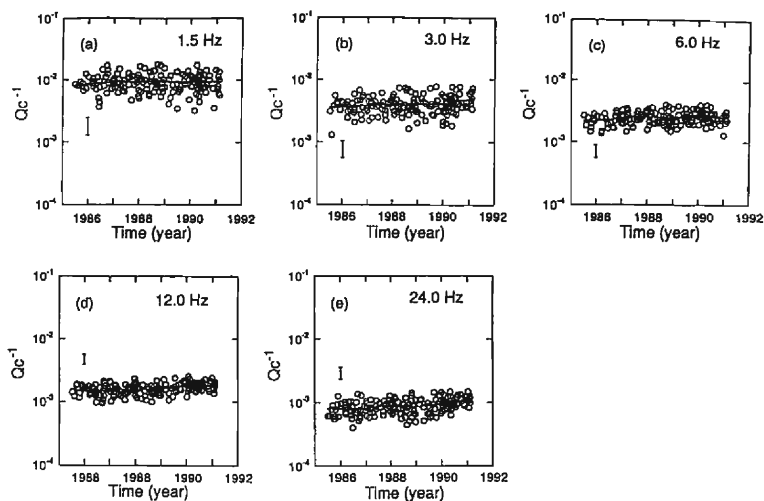 (a) 1.5 Hz
10⁻¹
10⁻²
10⁻³
10⁻⁴
Qc⁻¹
1986 1988 1990 1992
Time (year)
(b) 3.0 Hz
10⁻¹
10⁻²
10⁻³
10⁻⁴
Qc⁻¹
1986 1988 1990 1992
Time (year)
(c) 6.0 Hz
10⁻¹
10⁻²
10⁻³
10⁻⁴
Qc⁻¹
1986 1988 1990 1992
Time (year)
(d) 12.0 Hz
10⁻¹
10⁻²
10⁻³
10⁻⁴
Qc⁻¹
1988 1988 1990 1992
Time (year)
(e) 24.0 Hz
10⁻¹
10⁻²
10⁻³
10⁻⁴
Qc⁻¹
1986 1988 1990 1992
Time (year)